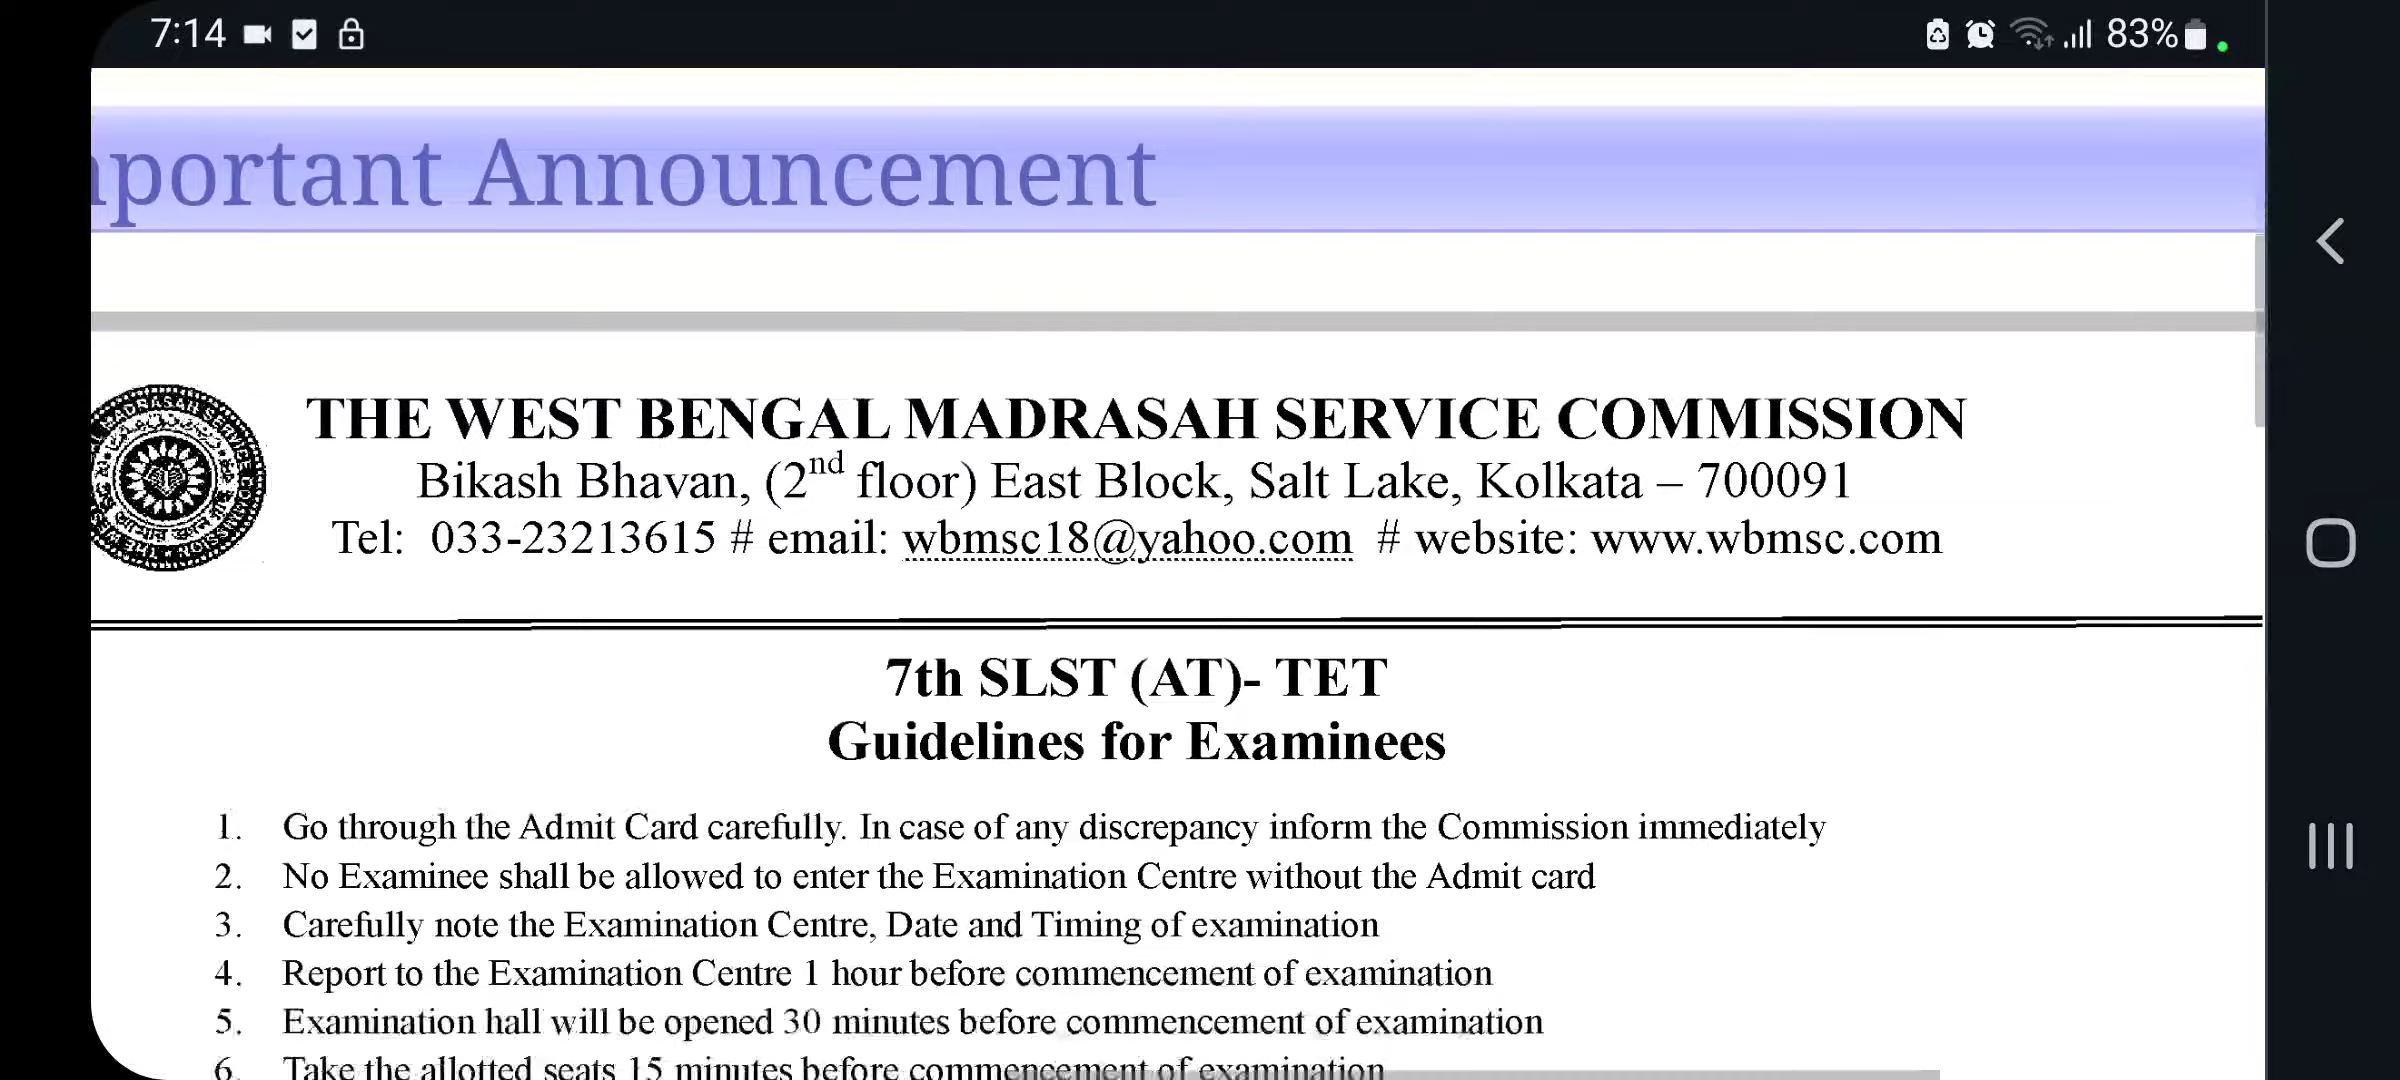 7:14 83%
portant Announcement
THE WEST BENGAL MADRASAH SERVICE COMMISSION
Bikash Bhavan, (2nd floor) East Block, Salt Lake, Kolkata – 700091
Tel: 033-23213615 # email: wbmsc18@yahoo.com # website: www.wbmsc.com
7th SLST (AT)- TET
Guidelines for Examinees
1. Go through the Admit Card carefully. In case of any discrepancy inform the Commission immediately
2. No Examinee shall be allowed to enter the Examination Centre without the Admit card
3. Carefully note the Examination Centre, Date and Timing of examination
4. Report to the Examination Centre 1 hour before commencement of examination
5. Examination hall will be opened 30 minutes before commencement of examination
6. Take the allotted seats 15 minutes before commencement of examination